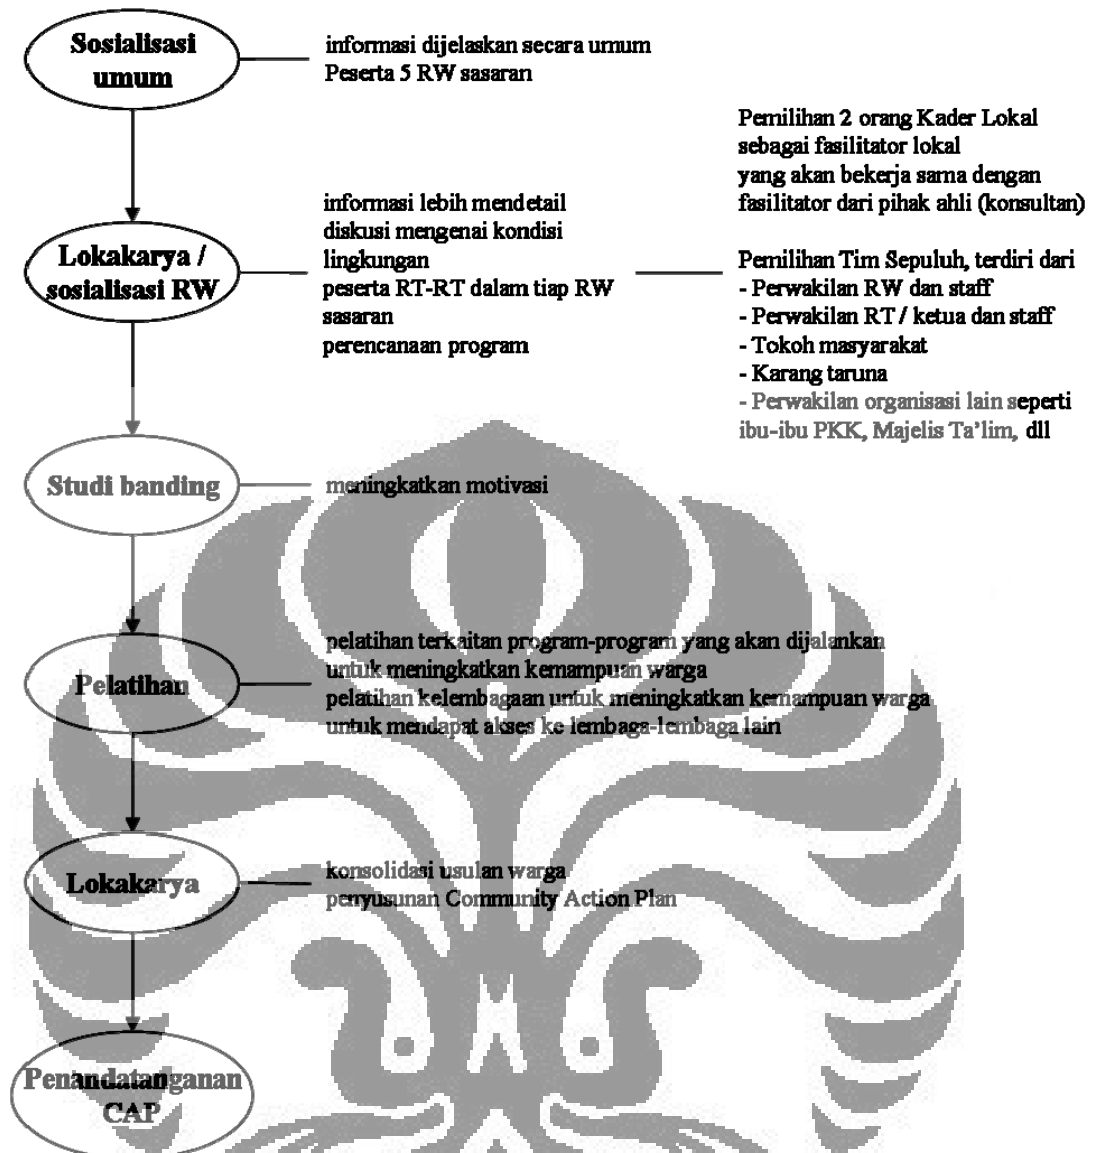 Sosialisasi
umum
informasi dijelaskan secara umum
Peserta 5 RW sasaran
Lokakarya /
sosialisasi RW
informasi lebih mendetail
diskusi mengenai kondisi
lingkungan
peserta RT-RT dalam tiap RW
sasaran
perencanaan program
Pemilihan 2 orang Kader Lokal
sebagai fasilitator lokal
yang akan bekerja sama dengan
fasilitator dari pihak ahli (konsultan)
Pemilihan Tim Sepuluh, terdiri dari
- Perwakilan RW dan staff
- Perwakilan RT / ketua dan staff
- Tokoh masyarakat
- Karang taruna
- Perwakilan organisasi lain seperti
ibu-ibu PKK, Majelis Ta'lim, dll
Studi banding
meningkatkan motivasi
Pelatihan
pelatihan terkaitan program-program yang akan dijalankan
untuk meningkatkan kemampuan warga
pelatihan kelembagaan untuk meningkatkan kemampuan warga
untuk mendapat akses ke lembaga-lembaga lain
Lokakarya
konsolidasi usulan warga
penyusunan Community Action Plan
Penandatanganan
CAP